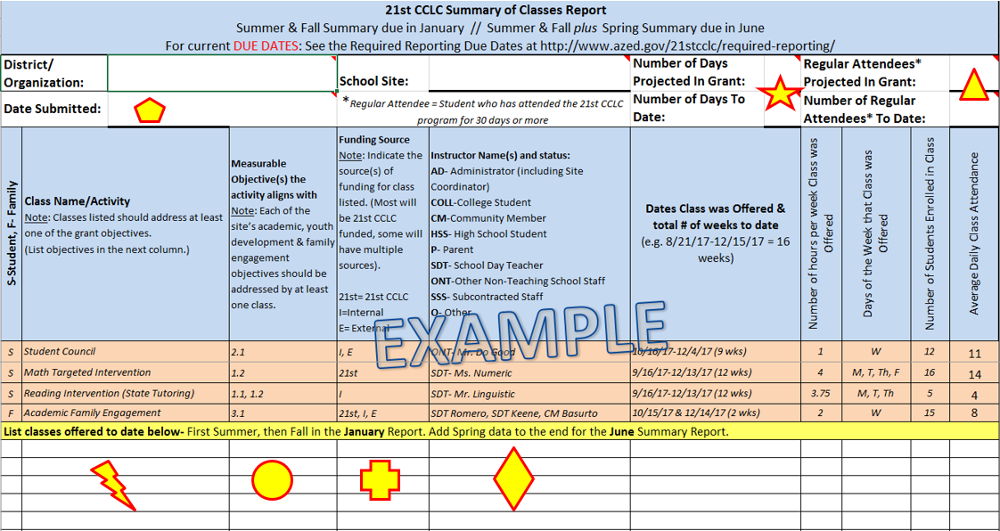 21st CCLC Summary of Classes Report
Summer & Fall Summary due in January // Summer & Fall plus Spring Summary due in June
For current DUE DATES: See the Required Reporting Due Dates at http://www.azed.gov/21stcclc/required-reporting/
District/
Organization:
School Site:
Number of Days
Projected In Grant:
Regular Attendees*
Projected In Grant:
Date Submitted:
*Regular Attendee = Student who has attended the 21st CCLC
program for 30 days or more
Number of Days To
Date:
Number of Regular
Attendees* To Date:
S-Student, F- Family
Class Name/Activity
Note: Classes listed should address at least
one of the grant objectives.
(List objectives in the next column.)
Measurable
Objective(s) the
activity aligns with
Note: Each of the
site's academic, youth
development & family
engagement
objectives should be
addressed by at least
one class.
Funding Source
Note: Indicate the
source(s) of
funding for class
listed. (Most will
be 21st CCLC
funded, some will
have multiple
sources).
21st= 21st CCLC
I=Internal
E= External
Instructor Name(s) and status:
AD- Administrator (including Site
Coordinator)
COLL-College Student
CM-Community Member
HSS- High School Student
P- Parent
SDT- School Day Teacher
ONT-Other Non-Teaching School Staff
SSS- Subcontracted Staff
O- Other
Dates Class was Offered &
total # of weeks to date
(e.g. 8/21/17-12/15/17 = 16
weeks)
Number of hours per week Class was
Offered
Days of the Week that Class was
Offered
Number of Students Enrolled in Class
Average Daily Class Attendance
EXAMPLE
S Student Council 2.1 I, E ONT- Mr. Do Good 10/16/17-12/4/17 (9 wks) 1 W 12 11
S Math Targeted Intervention 1.2 21st SDT- Ms. Numeric 9/16/17-12/13/17 (12 wks) 4 M, T, Th, F 16 14
S Reading Intervention (State Tutoring) 1.1, 1.2 I SDT- Mr. Linguistic 9/16/17-12/13/17 (12 wks) 3.75 M, T, Th 5 4
F Academic Family Engagement 3.1 21st, I, E SDT Romero, SDT Keene, CM Basurto 10/15/17 & 12/14/17 (2 wks) 2 W 15 8
List classes offered to date below- First Summer, then Fall in the January Report. Add Spring data to the end for the June Summary Report.